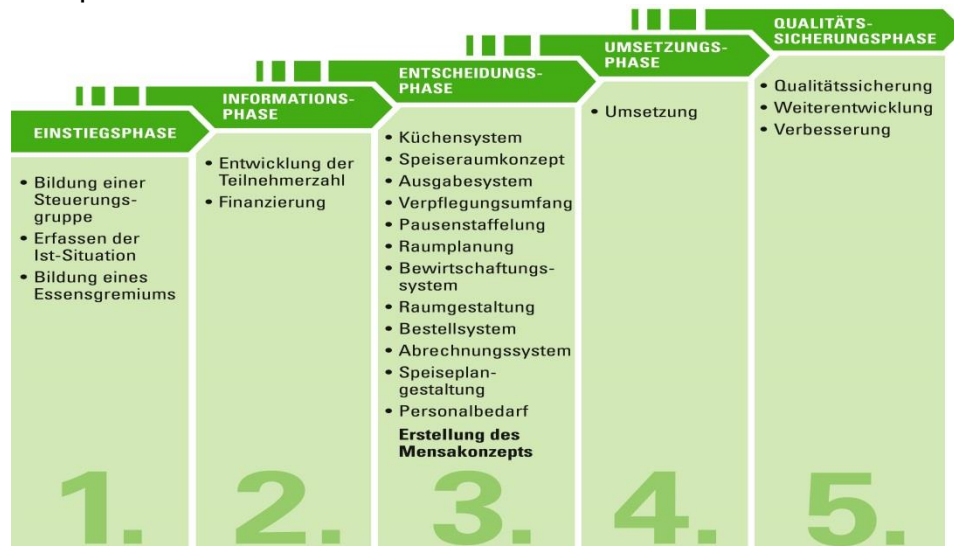 EINSTIEGSPHASE
• Bildung einer
Steuerungs-
gruppe
• Erfassen der
Ist-Situation
• Bildung eines
Essensgremiums
1.
INFORMATIONS-
PHASE
• Entwicklung der
Teilnehmerzahl
• Finanzierung
2.
ENTSCHEIDUNGS-
PHASE
• Küchensystem
• Speiseraumkonzept
• Ausgabesystem
• Verpflegungsumfang
• Pausenstaffelung
• Raumplanung
• Bewirtschaftungs-
system
• Raumgestaltung
• Bestellsystem
• Abrechnungssystem
• Speiseplan-
gestaltung
• Personalbedarf
Erstellung des
Mensakonzepts
3.
UMSETZUNGS-
PHASE
• Umsetzung
4.
QUALITÄTS-
SICHERUNGSPHASE
• Qualitätssicherung
• Weiterentwicklung
• Verbesserung
5.